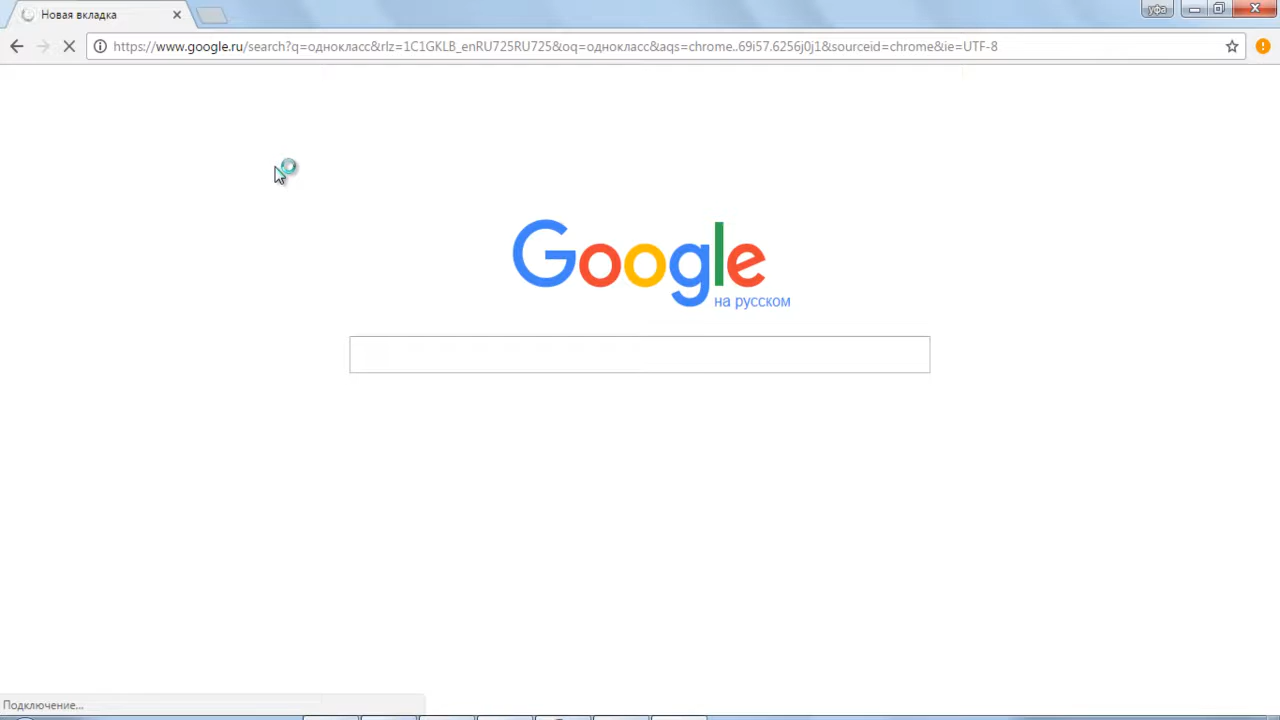 Новая вкладка
уфа
https://www.google.ru/search?q=однокласс&rlz=1C1GKLB_enRU725RU725&oq=однокласс&aqs=chrome..69i57.6256j0j1&sourceid=chrome&ie=UTF-8
Google
на русском
Подключение...